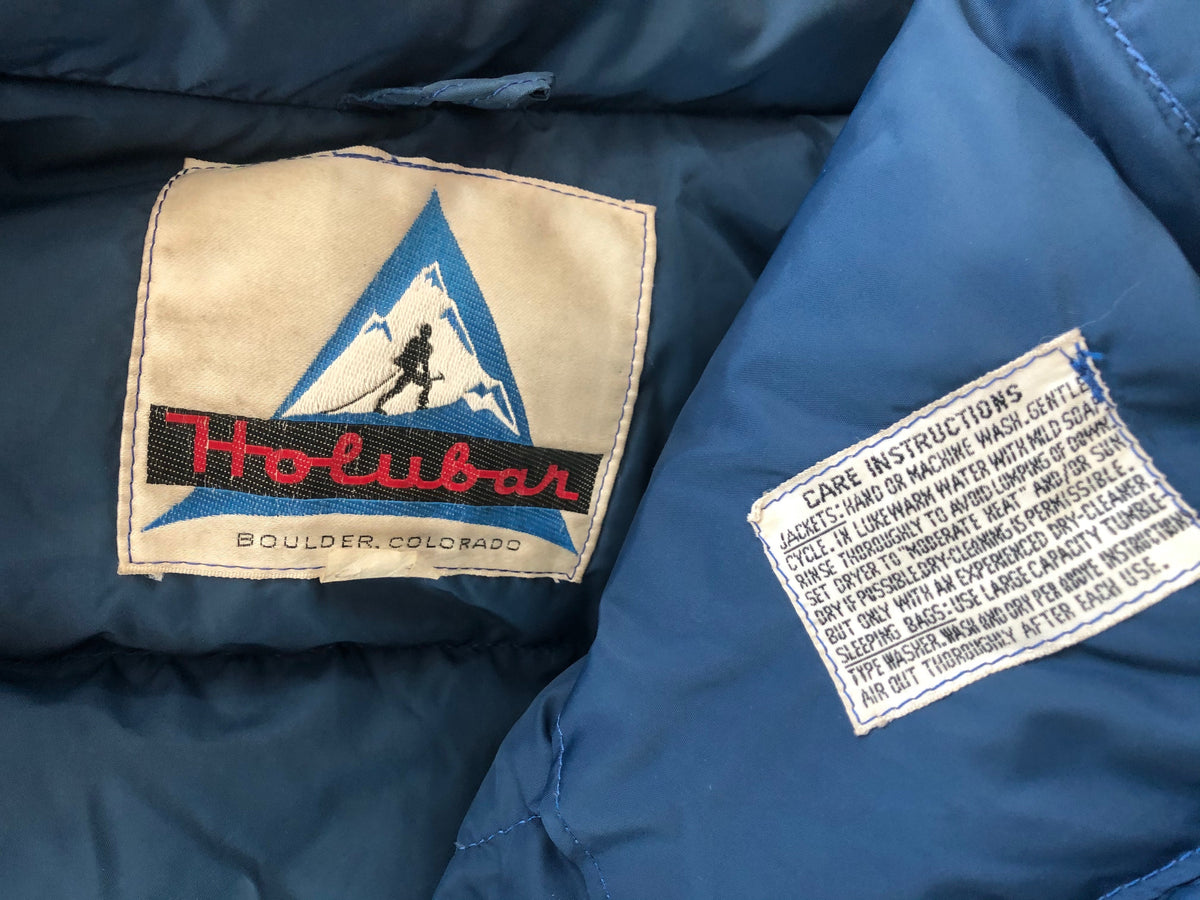 Holubar
BOULDER, COLORADO
CARE INSTRUCTIONS
JACKETS: HAND OR MACHINE WASH, GENTLE
CYCLE, IN LUKEWARM WATER WITH MILD SOAP,
RINSE THOROUGHLY TO AVOID LUMPING OF DOWN.
SET DRYER TO "MODERATE HEAT" AND/OR SUN
DRY IF POSSIBLE. DRY CLEANING IS PERMISSIBLE,
BUT ONLY WITH AN EXPERIENCED DRY-CLEANER
SLEEPING BAGS: USE LARGE CAPACITY TUMBLE
TYPE WASHER. WASH AND DRY PER ABOVE INSTRUCTION
AIR OUT THOROUGHLY AFTER EACH USE.